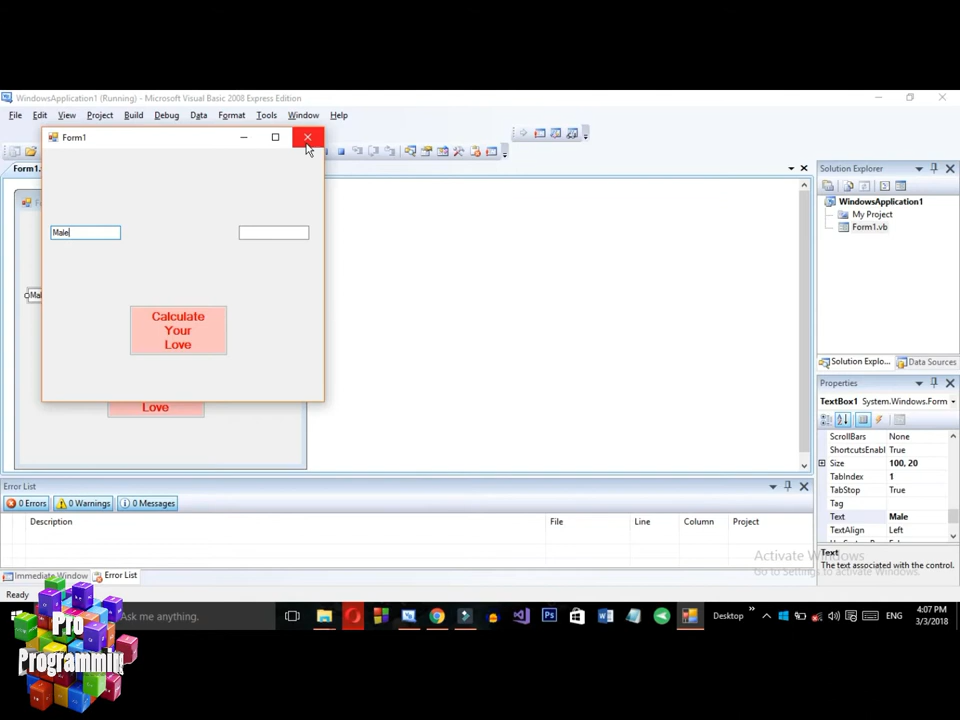 WindowsApplication1 (Running) - Microsoft Visual Basic 2008 Express Edition
File Edit View Project Build Debug Data Format Tools Window Help
Form1
Form1.
Male
Calculate
Your
Love
Love
Solution Explorer
WindowsApplication1
My Project
Form1.vb
Solution Explo... Data Sources
Properties
TextBox1 System.Windows.Form
ScrollBars None
ShortcutsEnabl True
Size 100, 20
TabIndex 1
TabStop True
Tag
Text Male
TextAlign Left
Text
The text associated with the control.
Error List
0 Errors 0 Warnings 0 Messages
Description File Line Column Project
Activate Windows
Go to Settings to activate Windows.
Immediate Window Error List
Ready
Ask me anything.
Desktop
ENG
4:07 PM
3/3/2018
Pro
Programming